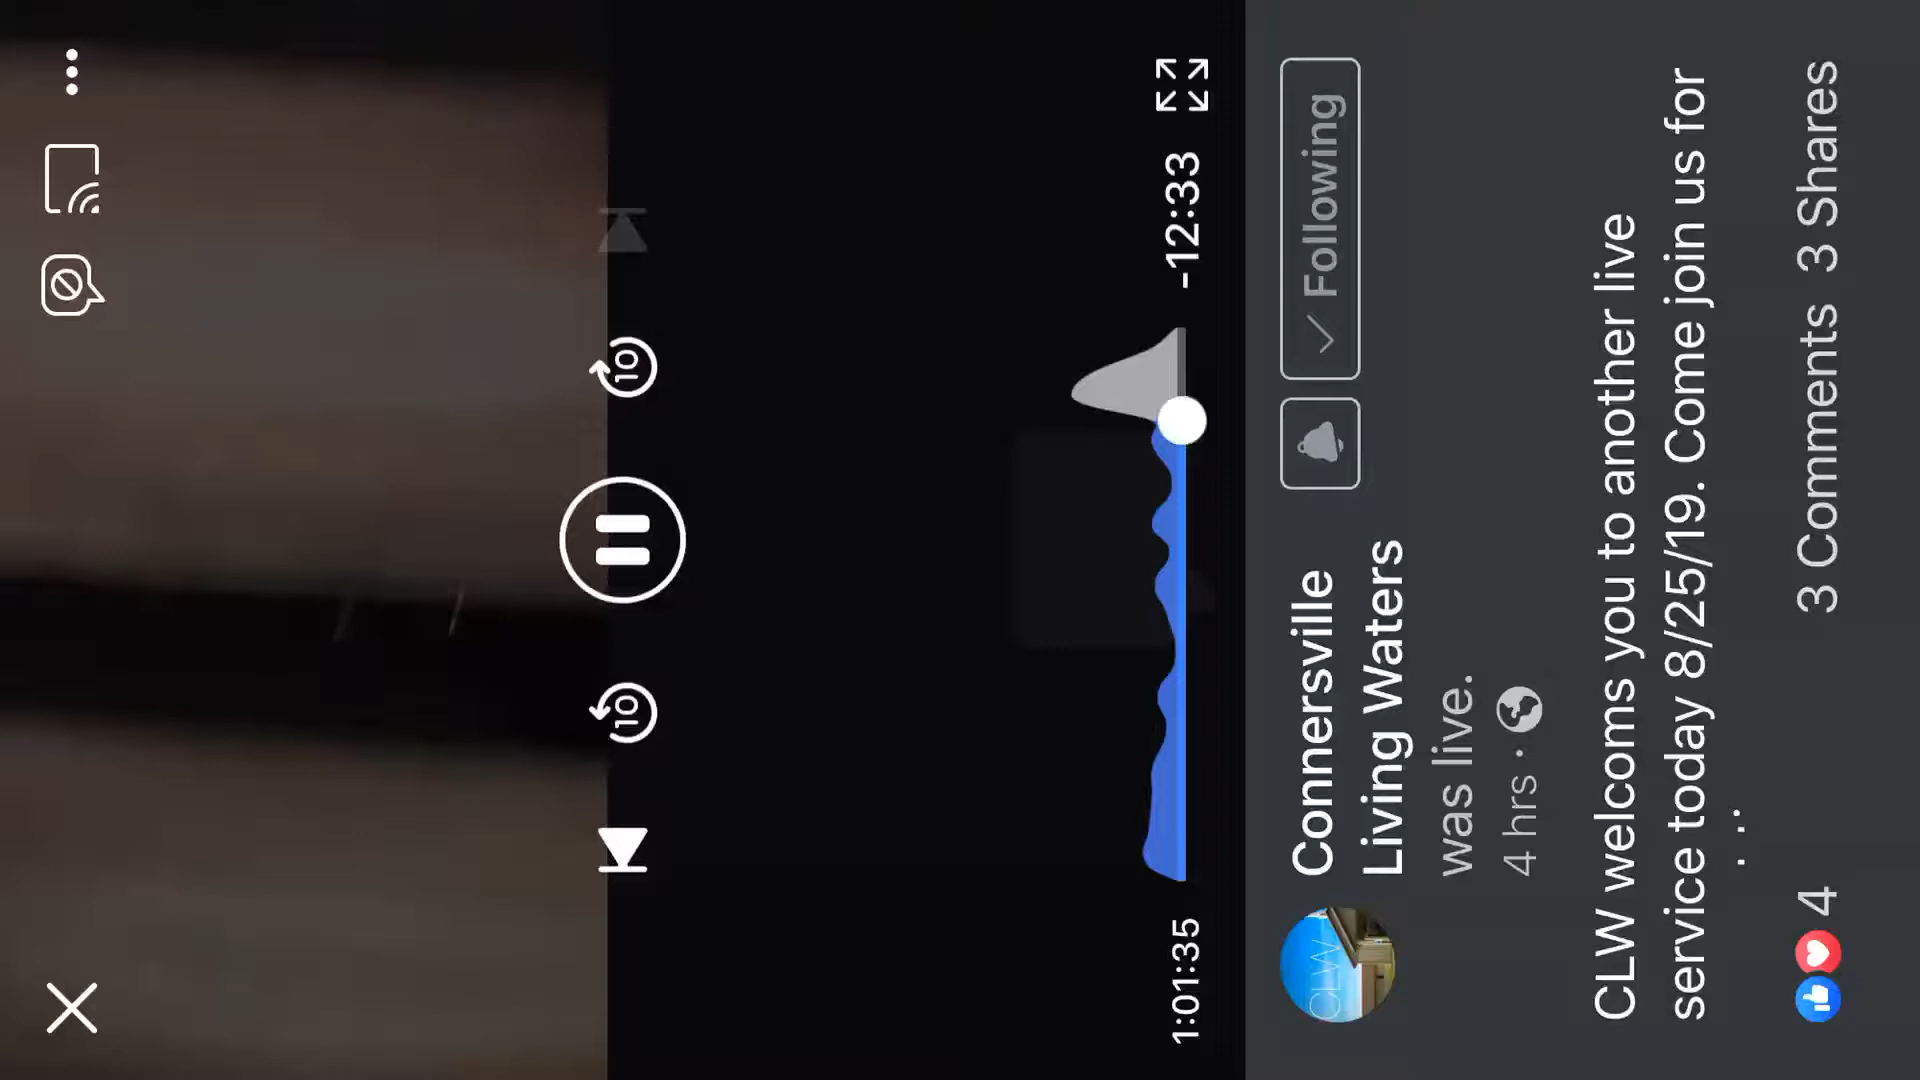 10
10
1:01:35
-12:33
CLW
Connersville
Living Waters
was live.
Following
4 hrs ·
CLW welcoms you to another live
service today 8/25/19. Come join us for
. . .
4
3 Comments 3 Shares